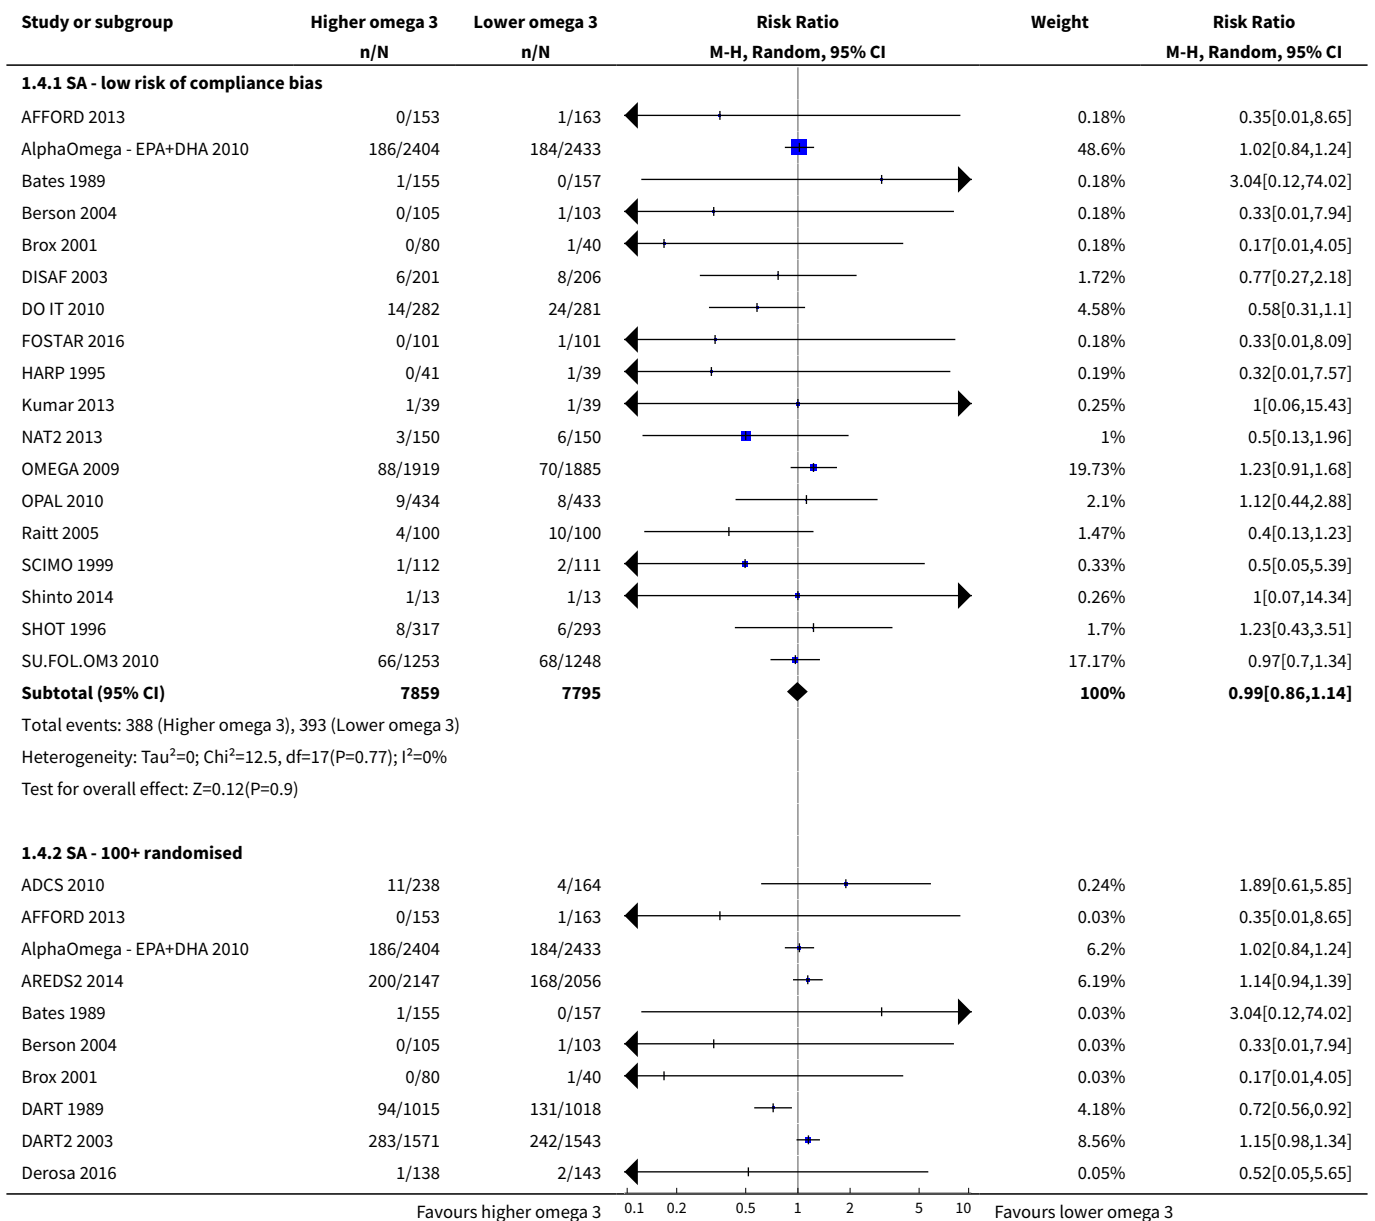 Study or subgroup Higher omega 3 Lower omega 3 Risk Ratio Weight Risk Ratio
n/N n/N M-H, Random, 95% CI M-H, Random, 95% CI
1.4.1 SA - low risk of compliance bias
AFFORD 2013 0/153 1/163 0.18% 0.35[0.01,8.65]
AlphaOmega - EPA+DHA 2010 186/2404 184/2433 48.6% 1.02[0.84,1.24]
Bates 1989 1/155 0/157 0.18% 3.04[0.12,74.02]
Berson 2004 0/105 1/103 0.18% 0.33[0.01,7.94]
Brox 2001 0/80 1/40 0.18% 0.17[0.01,4.05]
DISAF 2003 6/201 8/206 1.72% 0.77[0.27,2.18]
DO IT 2010 14/282 24/281 4.58% 0.58[0.31,1.1]
FOSTAR 2016 0/101 1/101 0.18% 0.33[0.01,8.09]
HARP 1995 0/41 1/39 0.19% 0.32[0.01,7.57]
Kumar 2013 1/39 1/39 0.25% 1[0.06,15.43]
NAT2 2013 3/150 6/150 1% 0.5[0.13,1.96]
OMEGA 2009 88/1919 70/1885 19.73% 1.23[0.91,1.68]
OPAL 2010 9/434 8/433 2.1% 1.12[0.44,2.88]
Raitt 2005 4/100 10/100 1.47% 0.4[0.13,1.23]
SCIMO 1999 1/112 2/111 0.33% 0.5[0.05,5.39]
Shinto 2014 1/13 1/13 0.26% 1[0.07,14.34]
SHOT 1996 8/317 6/293 1.7% 1.23[0.43,3.51]
SU.FOL.OM3 2010 66/1253 68/1248 17.17% 0.97[0.7,1.34]
Subtotal (95% CI) 7859 7795 100% 0.99[0.86,1.14]
Total events: 388 (Higher omega 3), 393 (Lower omega 3)
Heterogeneity: Tau²=0; Chi²=12.5, df=17(P=0.77); I²=0%
Test for overall effect: Z=0.12(P=0.9)
1.4.2 SA - 100+ randomised
ADCS 2010 11/238 4/164 0.24% 1.89[0.61,5.85]
AFFORD 2013 0/153 1/163 0.03% 0.35[0.01,8.65]
AlphaOmega - EPA+DHA 2010 186/2404 184/2433 6.2% 1.02[0.84,1.24]
AREDS2 2014 200/2147 168/2056 6.19% 1.14[0.94,1.39]
Bates 1989 1/155 0/157 0.03% 3.04[0.12,74.02]
Berson 2004 0/105 1/103 0.03% 0.33[0.01,7.94]
Brox 2001 0/80 1/40 0.03% 0.17[0.01,4.05]
DART 1989 94/1015 131/1018 4.18% 0.72[0.56,0.92]
DART2 2003 283/1571 242/1543 8.56% 1.15[0.98,1.34]
Derosa 2016 1/138 2/143 0.05% 0.52[0.05,5.65]
Favours higher omega 3 0.1 0.2 0.5 1 2 5 10 Favours lower omega 3